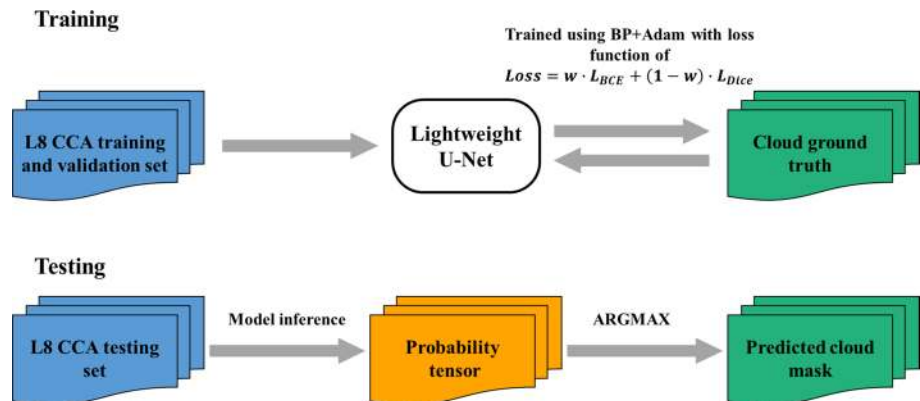 Training
Trained using BP+Adam with loss
function of
Loss = w · L_BCE + (1 − w) · L_Dice
L8 CCA training
and validation set
Lightweight
U-Net
Cloud ground
truth
Testing
Model inference
ARGMAX
L8 CCA testing
set
Probability
tensor
Predicted cloud
mask